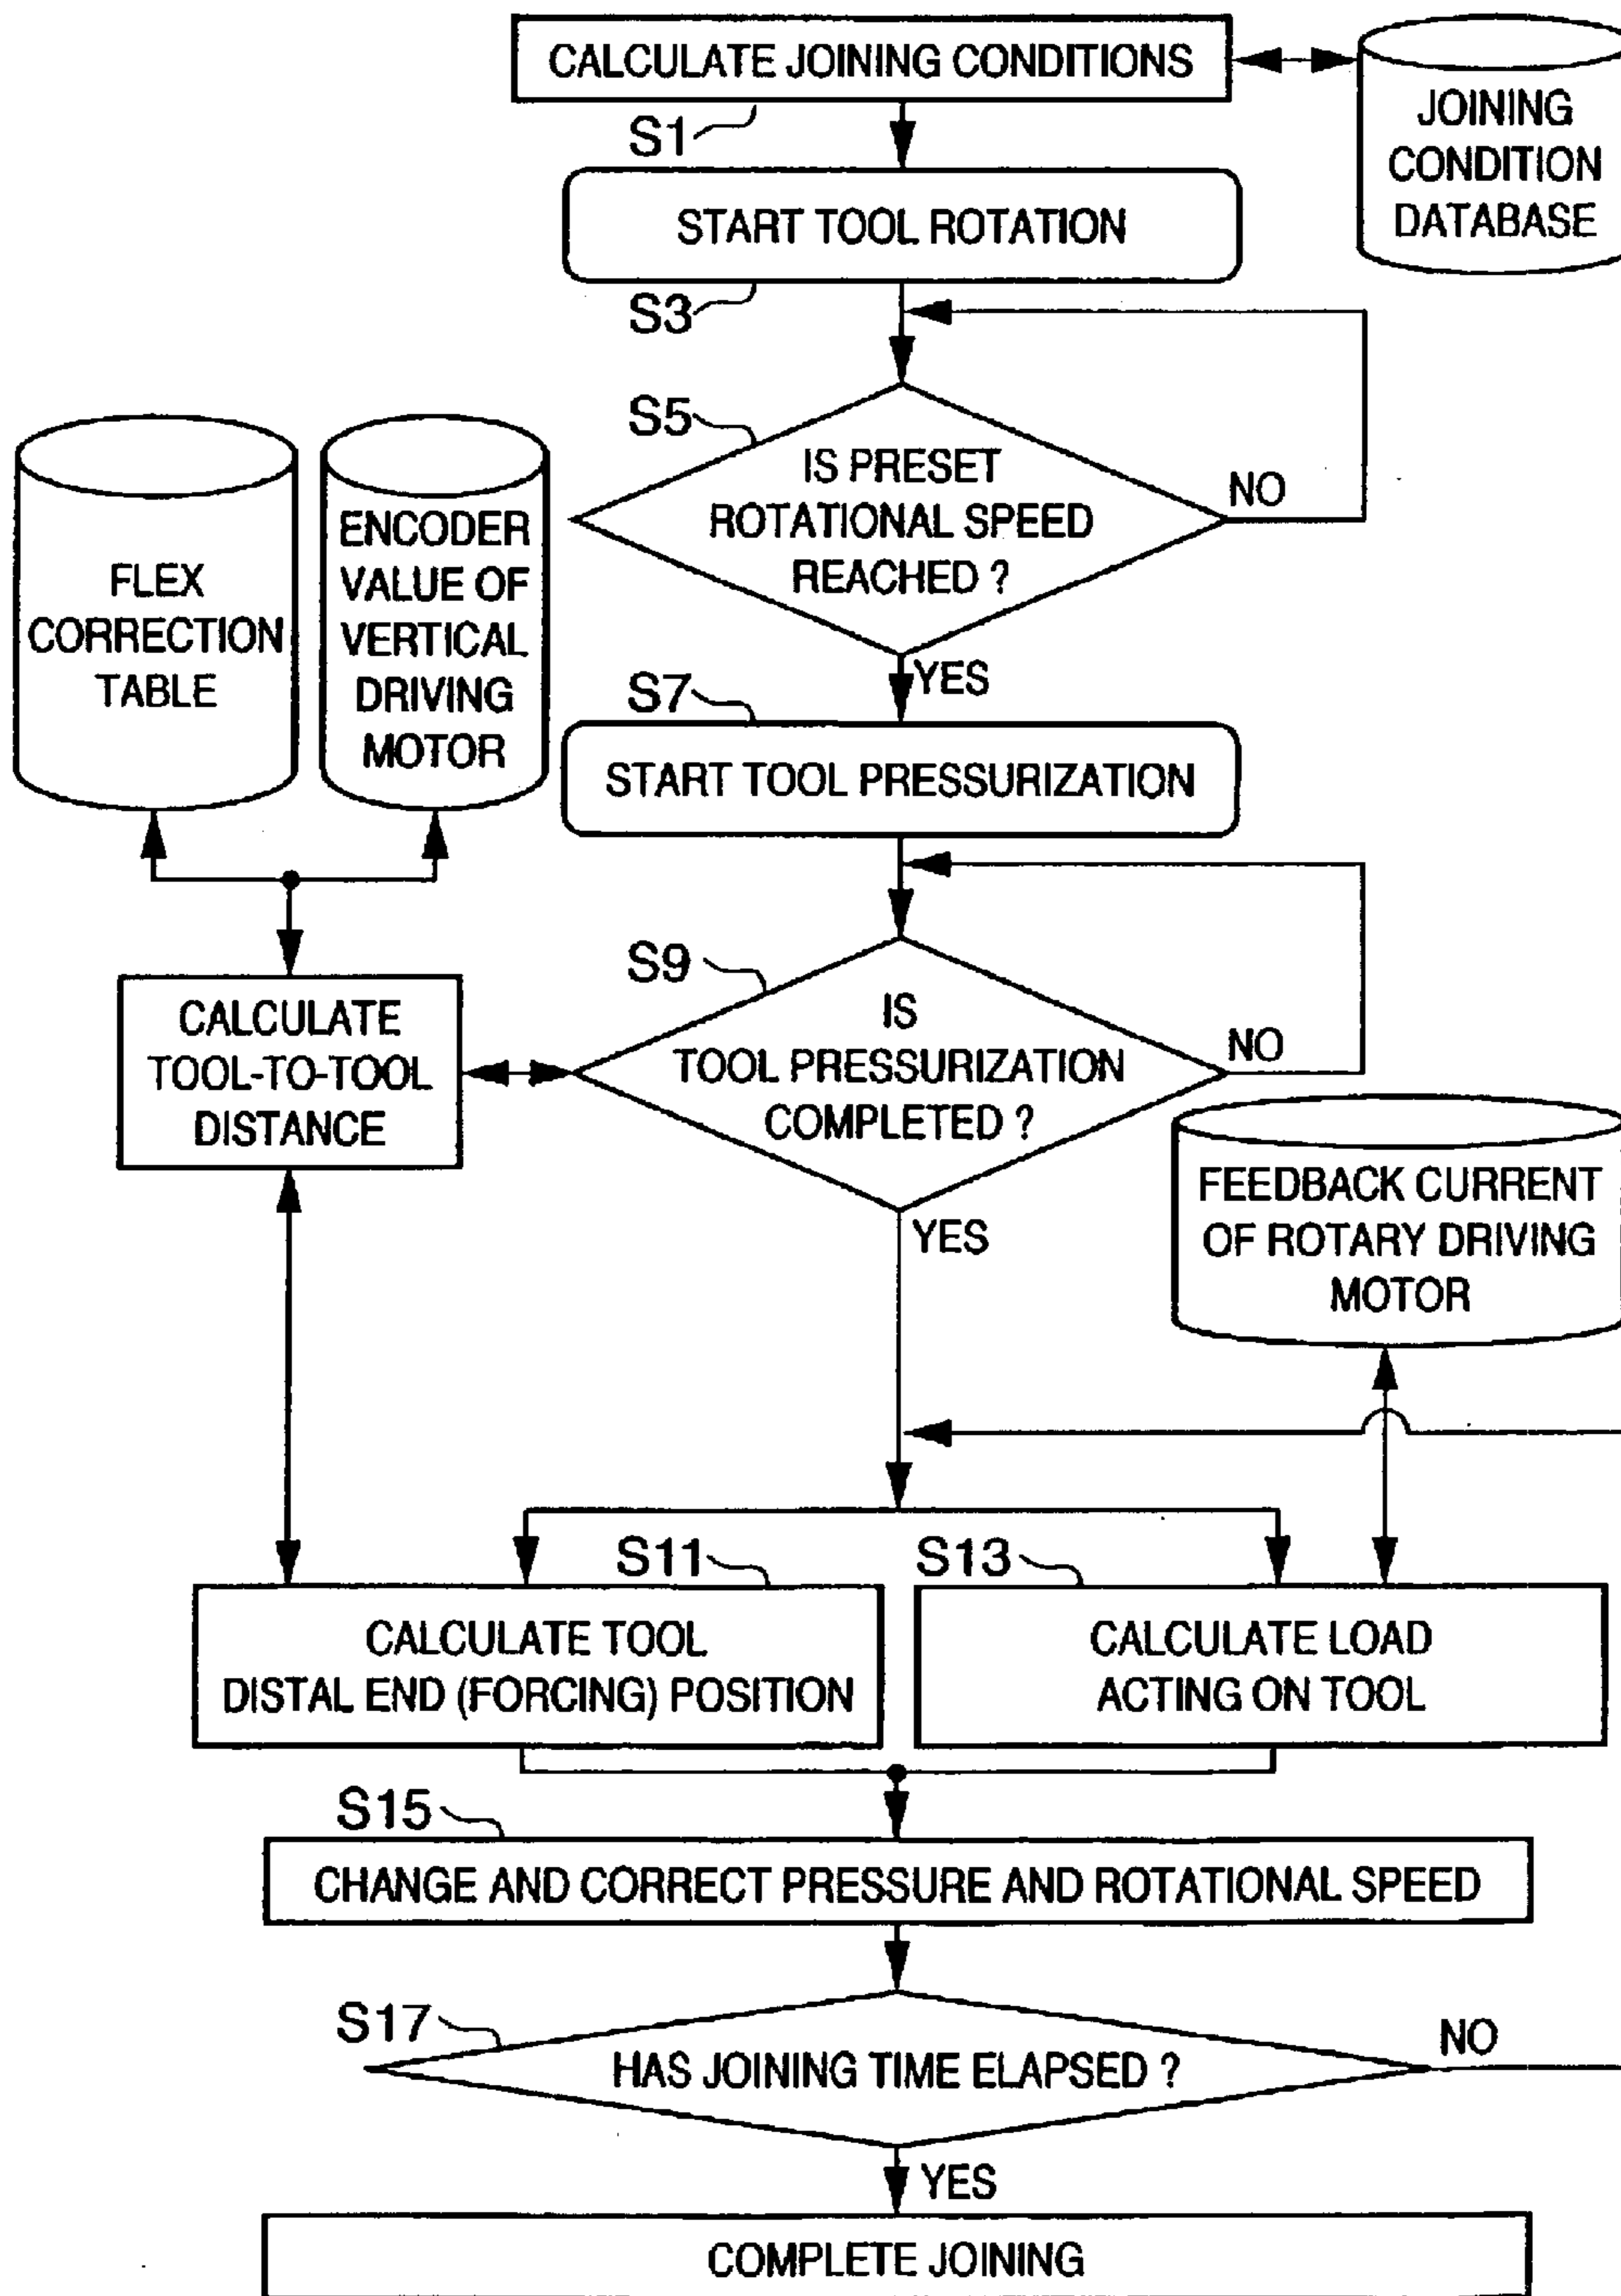 CALCULATE JOINING CONDITIONS
JOINING
CONDITION
DATABASE
S1
START TOOL ROTATION
S3
S5
IS PRESET
ROTATIONAL SPEED
REACHED ?
NO
FLEX
CORRECTION
TABLE
ENCODER
VALUE OF
VERTICAL
DRIVING
MOTOR
YES
S7
START TOOL PRESSURIZATION
S9
IS
TOOL PRESSURIZATION
COMPLETED ?
NO
CALCULATE
TOOL-TO-TOOL
DISTANCE
YES
FEEDBACK CURRENT
OF ROTARY DRIVING
MOTOR
S11
CALCULATE TOOL
DISTAL END (FORCING) POSITION
S13
CALCULATE LOAD
ACTING ON TOOL
S15
CHANGE AND CORRECT PRESSURE AND ROTATIONAL SPEED
S17
HAS JOINING TIME ELAPSED ?
NO
YES
COMPLETE JOINING